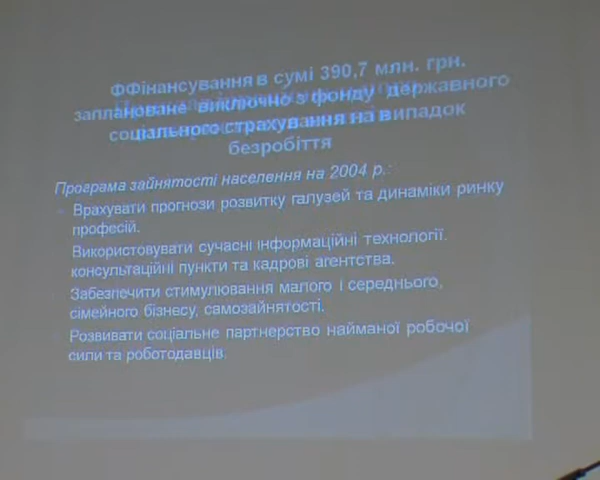 ФФінансування в сумі 390,7 млн. грн.
заплановане виключно з фонду державного
соціального страхування на випадок
безробіття
Програма зайнятості населення на 2004 р.:
Врахувати прогнози розвитку галузей та динаміки ринку
професій.
Використовувати сучасні інформаційні технології.
консультаційні пункти та кадрові агентства.
Забезпечити стимулювання малого і середнього,
сімейного бізнесу, самозайнятості.
Розвивати соціальне партнерство найманої робочої
сили та роботодавців.